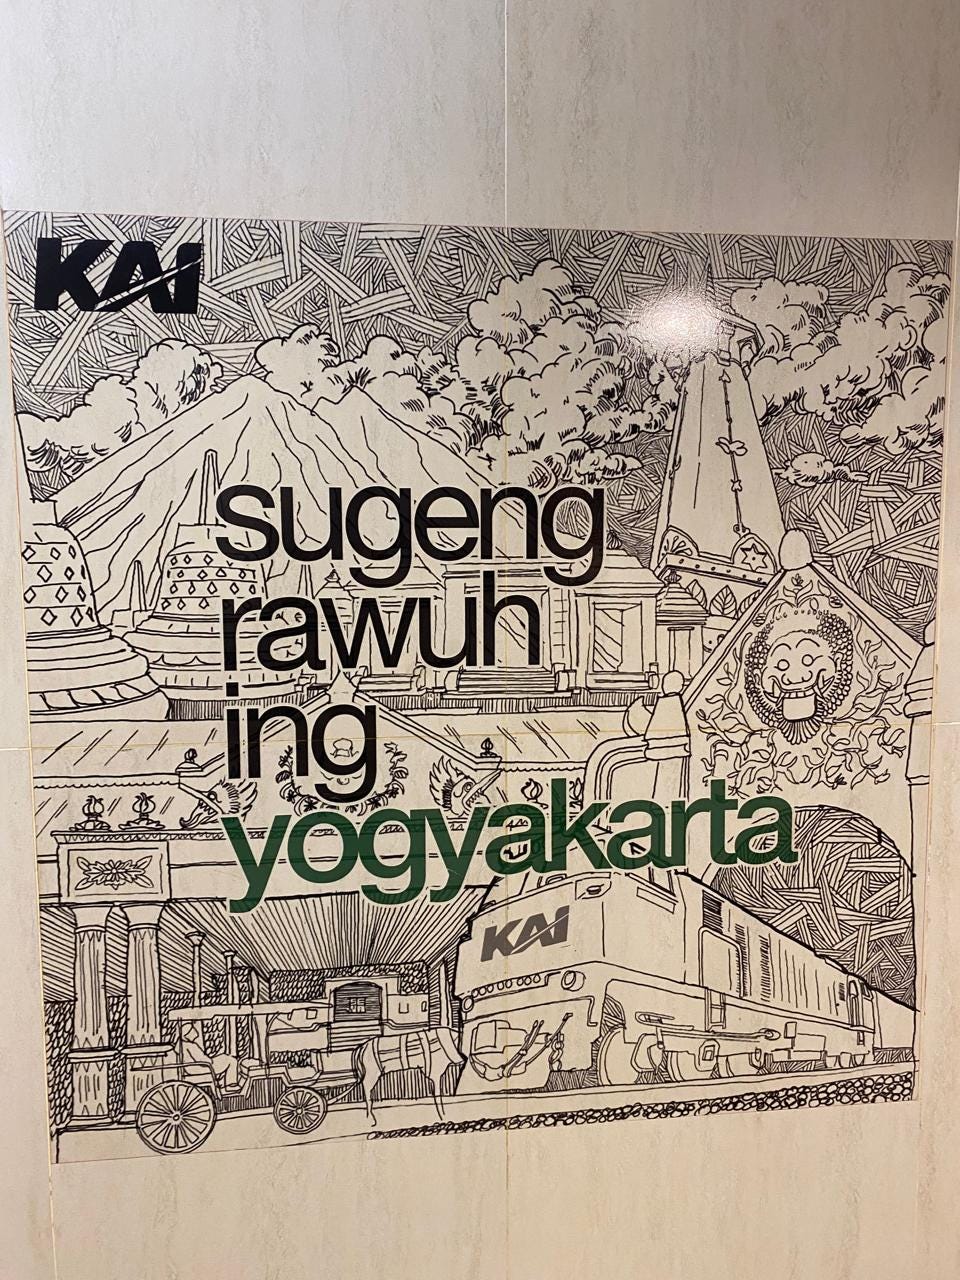 KAI
sugeng
rawuh
ing
yogyakarta
KAI